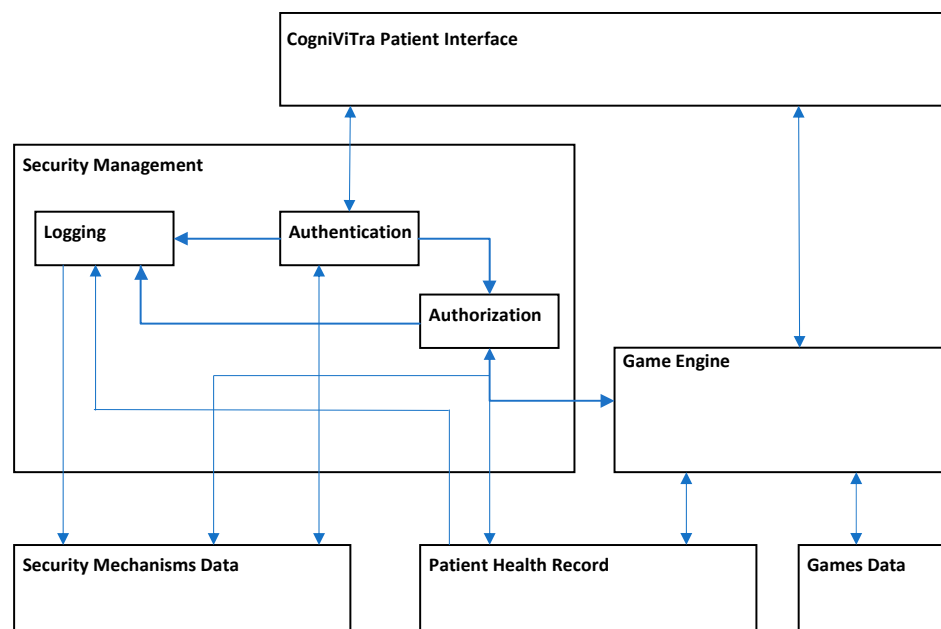 CogniViTra Patient Interface
Security Management
Logging
Authentication
Authorization
Game Engine
Security Mechanisms Data
Patient Health Record
Games Data